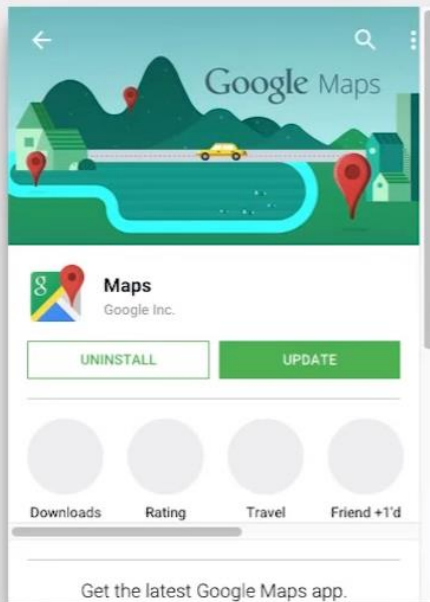 Google Maps
g
Maps
Google Inc.
UNINSTALL
UPDATE
Downloads
Rating
Travel
Friend +1'd
Get the latest Google Maps app.